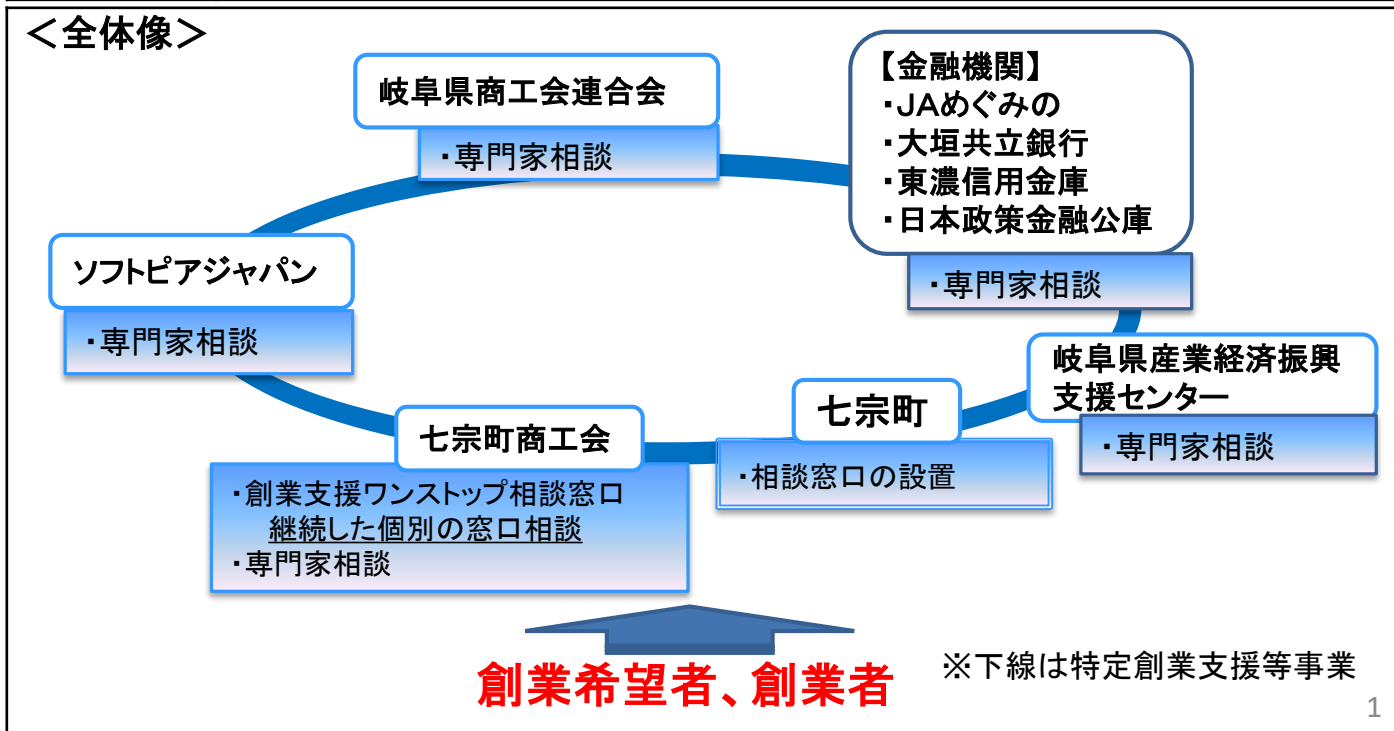 <全体像>
岐阜県商工会連合会
・専門家相談
【金融機関】
・JAめぐみの
・大垣共立銀行
・東濃信用金庫
・日本政策金融公庫
・専門家相談
ソフトピアジャパン
・専門家相談
岐阜県産業経済振興
支援センター
・専門家相談
七宗町商工会
・創業支援ワンストップ相談窓口
継続した個別の窓口相談
・専門家相談
七宗町
・相談窓口の設置
創業希望者、創業者
※下線は特定創業支援等事業
1